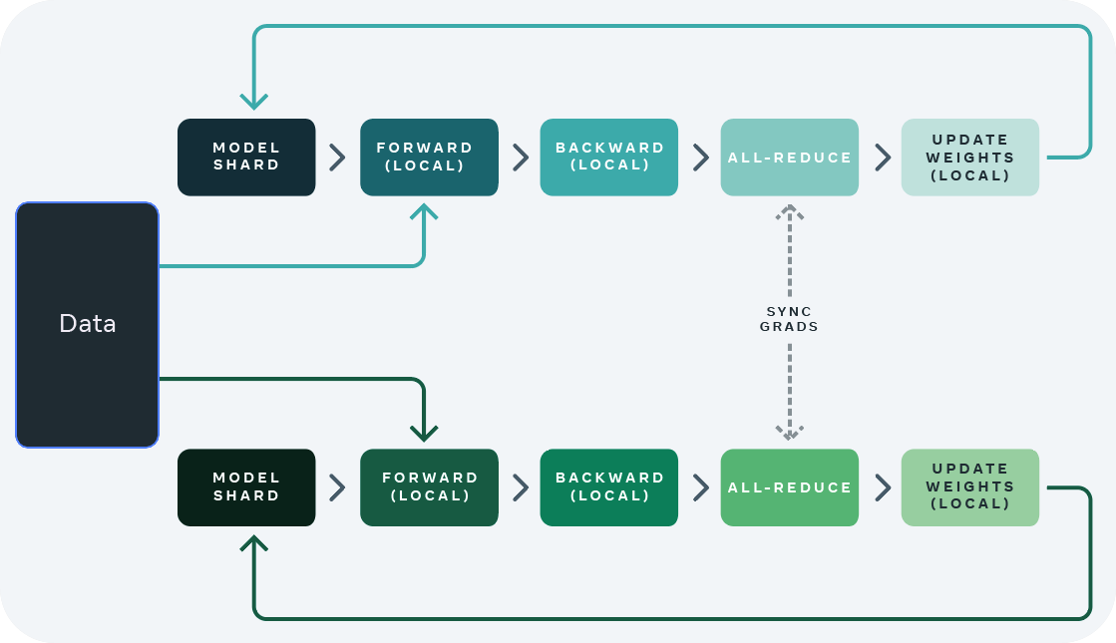 MODEL
SHARD
FORWARD
(LOCAL)
BACKWARD
(LOCAL)
ALL-REDUCE
UPDATE
WEIGHTS
(LOCAL)
Data
SYNC
GRADS
MODEL
SHARD
FORWARD
(LOCAL)
BACKWARD
(LOCAL)
ALL-REDUCE
UPDATE
WEIGHTS
(LOCAL)